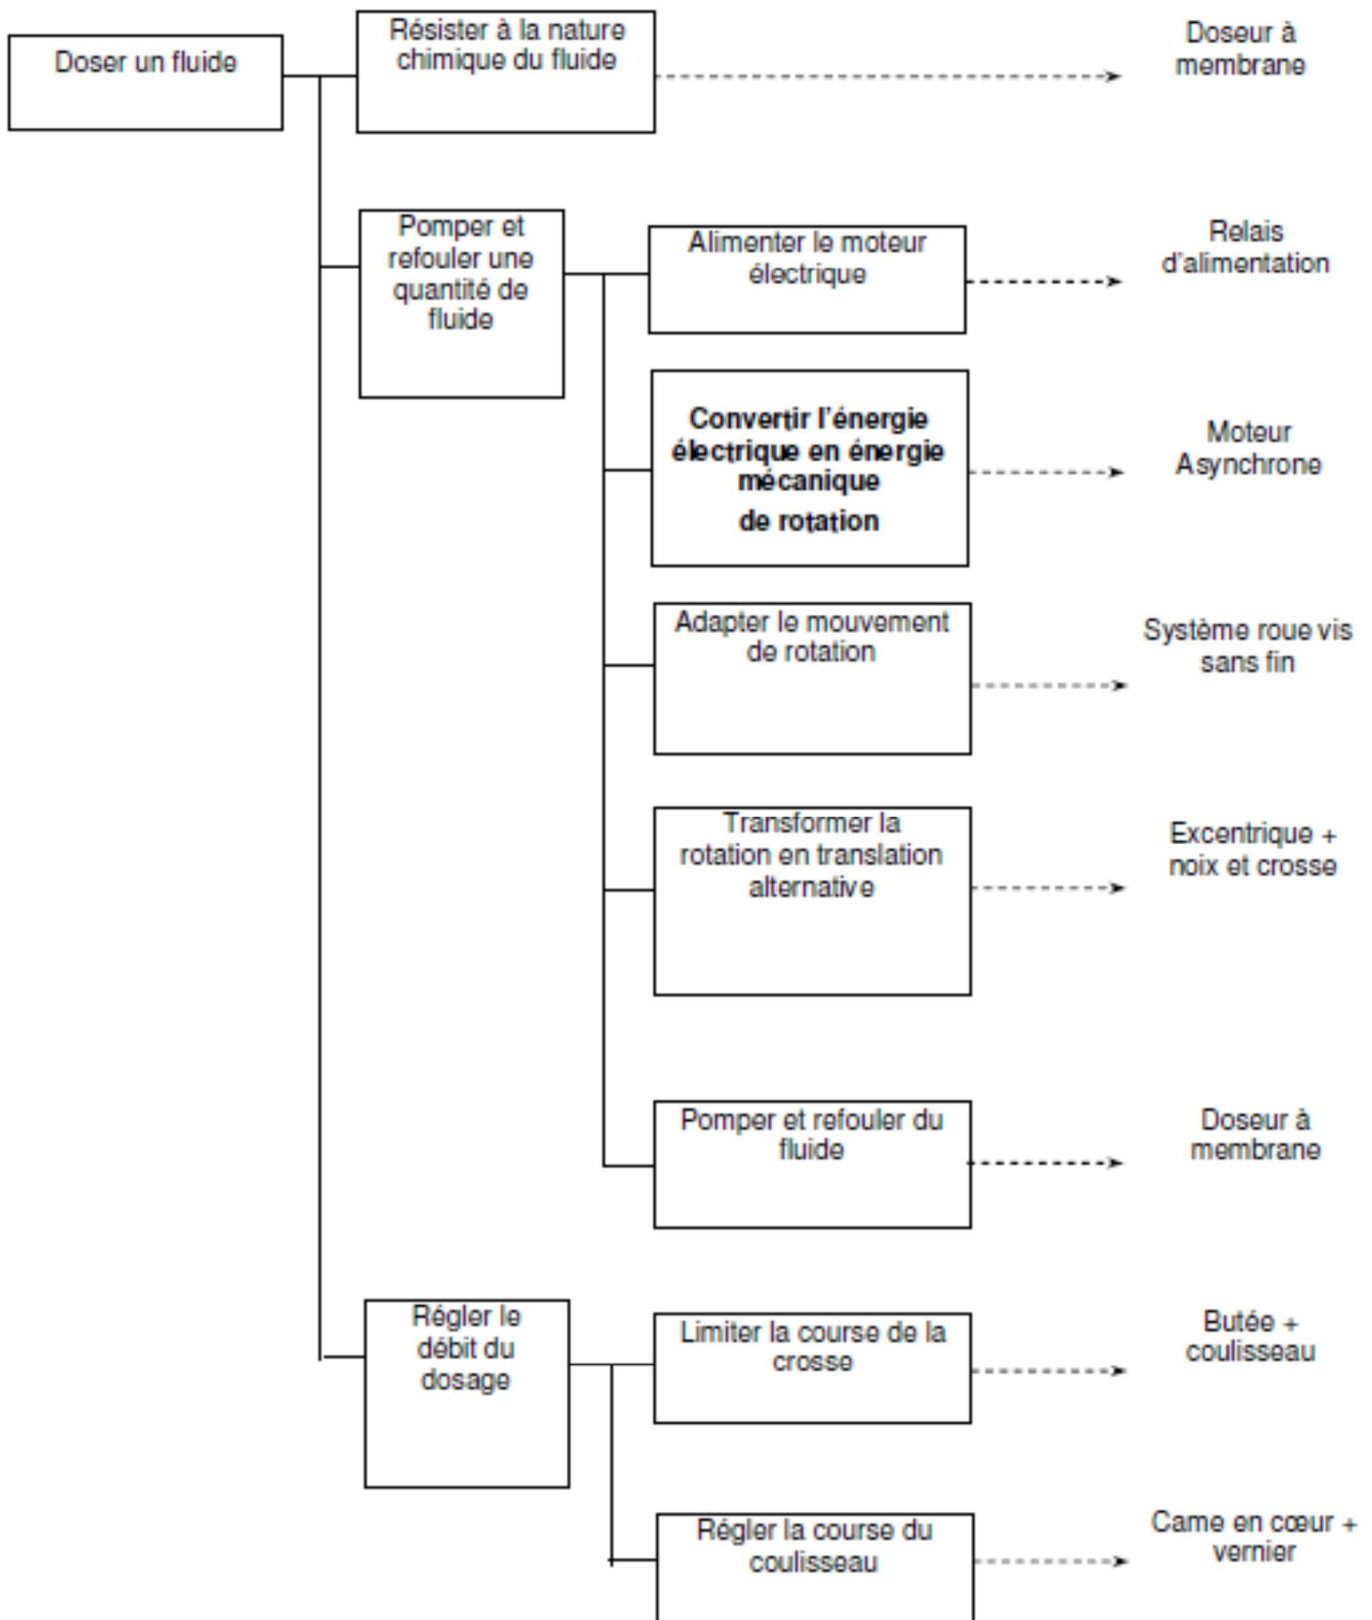 Doser un fluide
Résister à la nature
chimique du fluide
Doseur à
membrane
Pomper et
refouler une
quantité de
fluide
Alimenter le moteur
électrique
Relais
d'alimentation
Convertir l'énergie
électrique en énergie
mécanique
de rotation
Moteur
Asynchrone
Adapter le mouvement
de rotation
Système roue vis
sans fin
Transformer la
rotation en translation
alternative
Excentrique +
noix et crosse
Pomper et refouler du
fluide
Doseur à
membrane
Régler le
débit du
dosage
Limiter la course de la
crosse
Butée +
coulisseau
Régler la course du
coulisseau
Came en cœur +
vernier